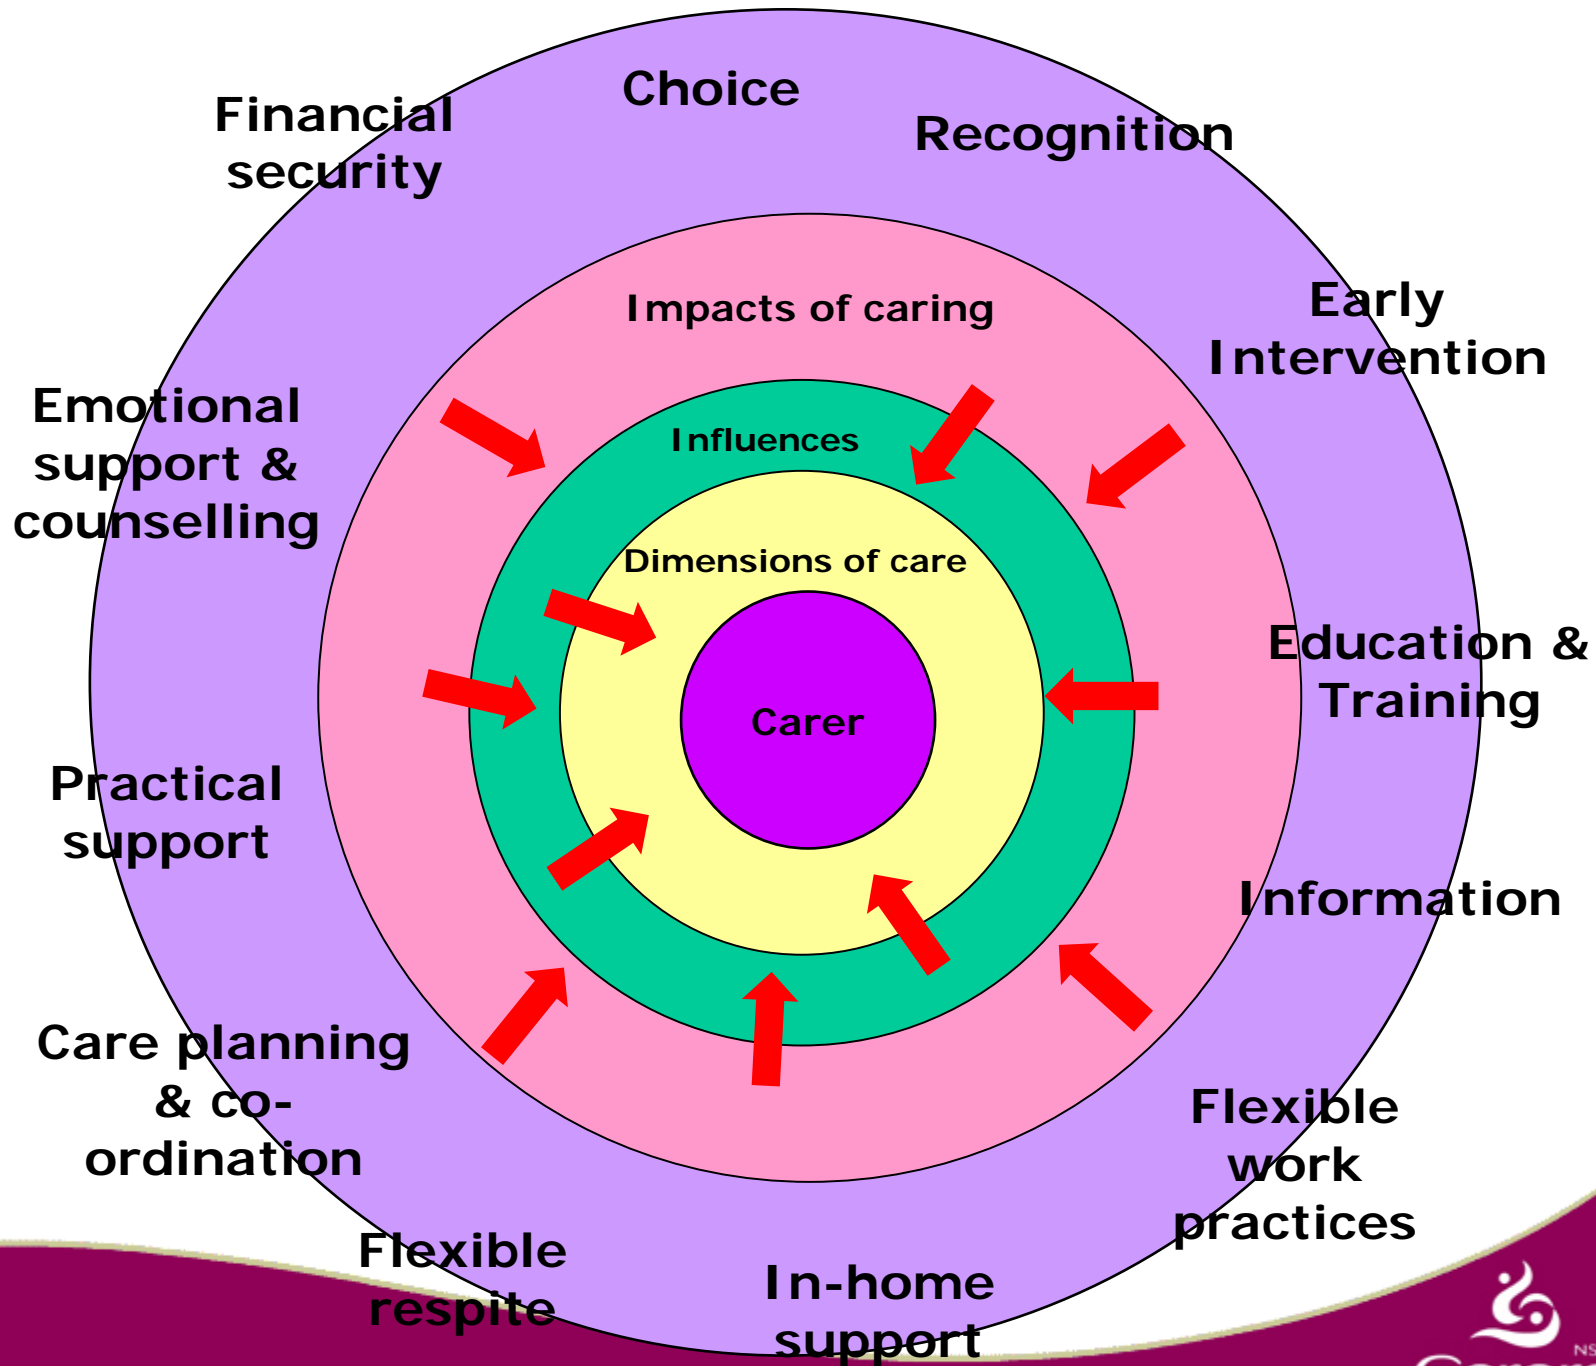 Choice
Financial
security
Recognition
Impacts of caring
Early
Intervention
Emotional
support &
counselling
Influences
Dimensions of care
Education &
Training
Carer
Practical
support
Information
Care planning
& co-
ordination
Flexible
work
practices
Flexible
respite
In-home
support